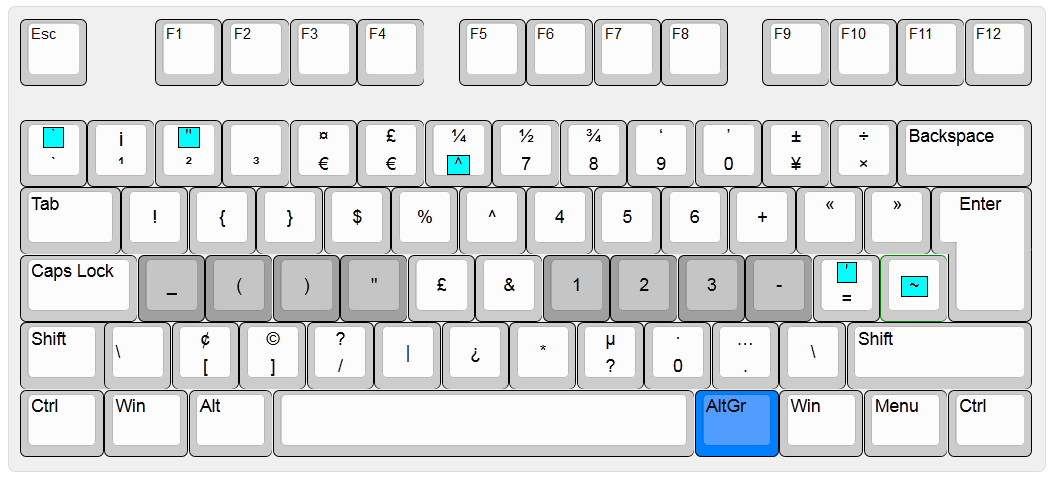 Esc F1 F2 F3 F4 F5 F6 F7 F8 F9 F10 F11 F12
` ¡ " ¤ £ ¼ ½ ¾ ‘ ’ ± ÷ Backspace
` ¹ ² ³ € € ^ 7 8 9 0 ¥ ×
Tab ! { } $ % ^ 4 5 6 + « » Enter
Caps Lock _ ( ) " £ & 1 2 3 - ' ~
=
Shift \ ¢ © ? | ¿ * µ · … \ Shift
[ ] / ? 0 .
Ctrl Win Alt AltGr Win Menu Ctrl